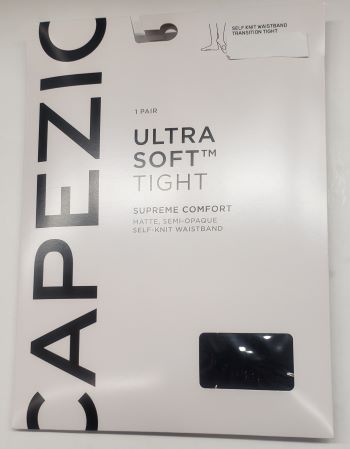 CAPEZIO
SELF KNIT WAISTBAND
TRANSITION TIGHT
1 PAIR
ULTRA
SOFT™
TIGHT
SUPREME COMFORT
MATTE, SEMI-OPAQUE
SELF-KNIT WAISTBAND